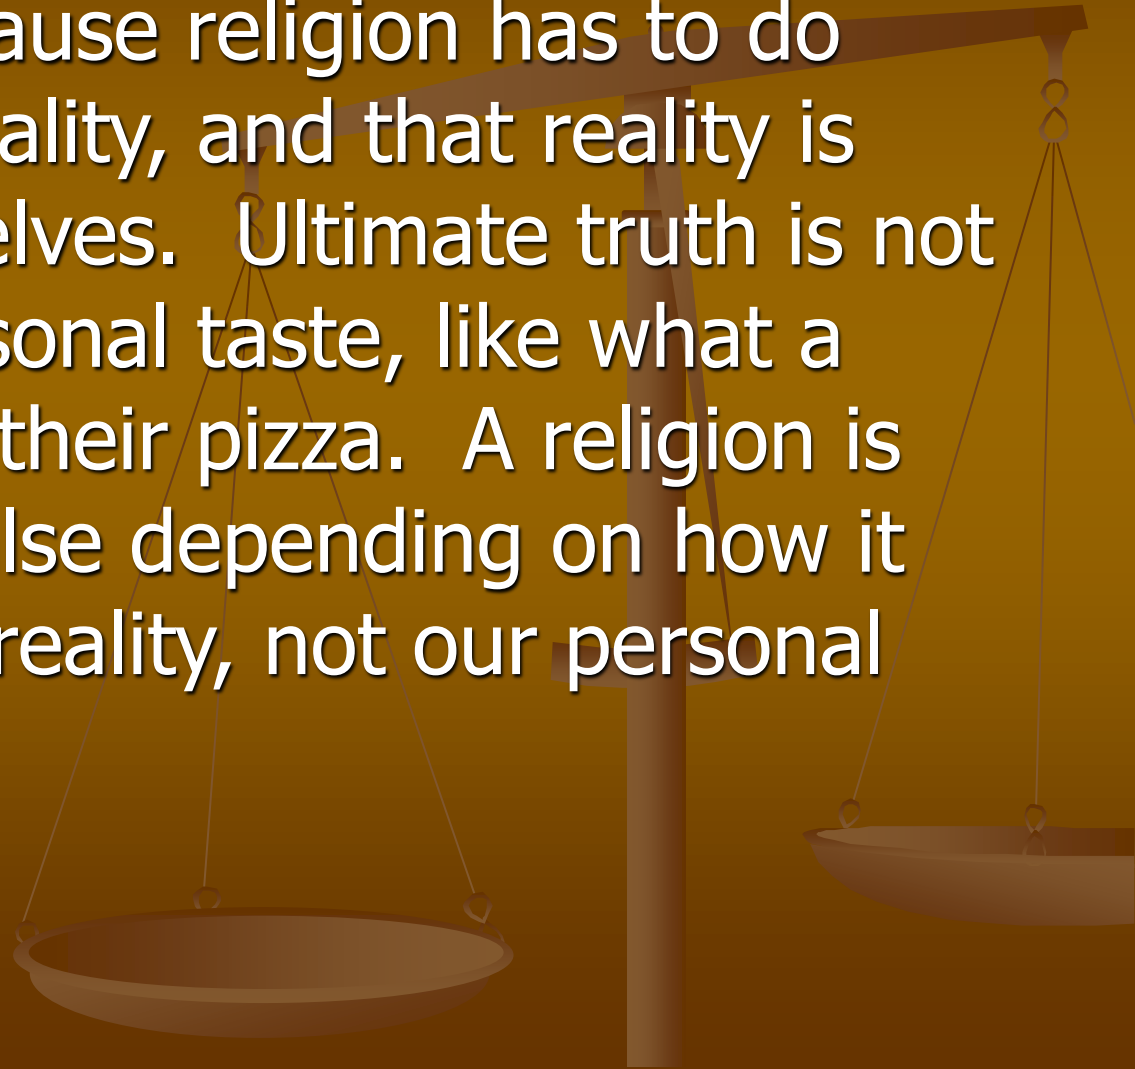 ause religion has to do
ality, and that reality is
elves. Ultimate truth is not
sonal taste, like what a
their pizza. A religion is
lse depending on how it
reality, not our personal